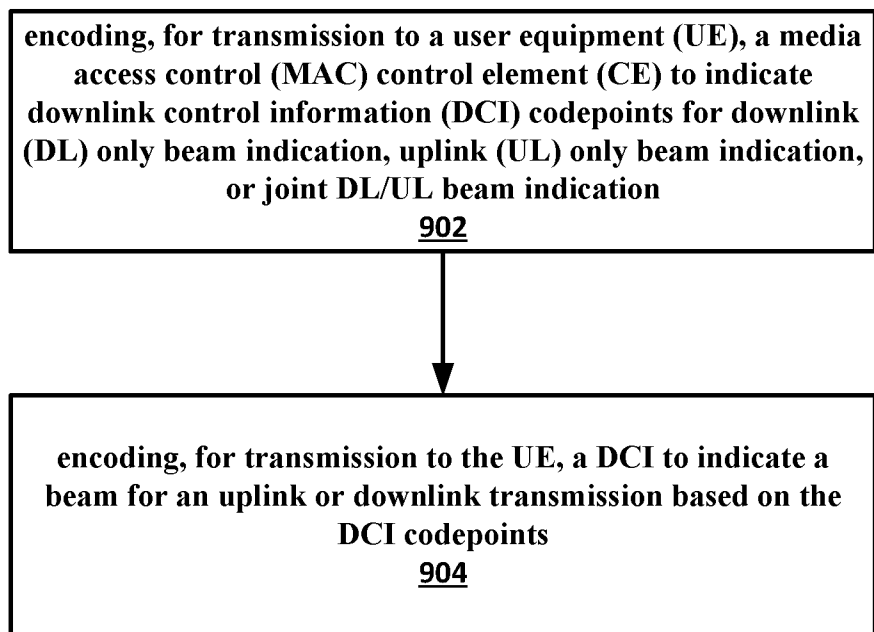 encoding, for transmission to a user equipment (UE), a media
access control (MAC) control element (CE) to indicate
downlink control information (DCI) codepoints for downlink
(DL) only beam indication, uplink (UL) only beam indication,
or joint DL/UL beam indication
902
encoding, for transmission to the UE, a DCI to indicate a
beam for an uplink or downlink transmission based on the
DCI codepoints
904